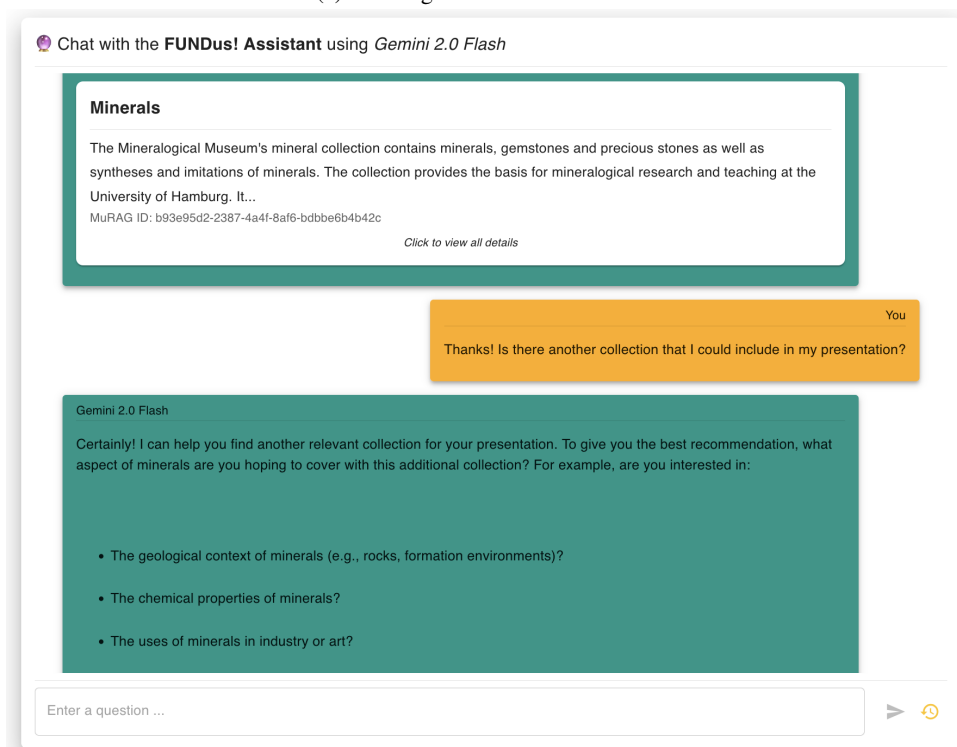 Chat with the FUNDus! Assistant using Gemini 2.0 Flash
Minerals
The Mineralogical Museum's mineral collection contains minerals, gemstones and precious stones as well as
syntheses and imitations of minerals. The collection provides the basis for mineralogical research and teaching at the
University of Hamburg. It...
MuRAG ID: b93e95d2-2387-4a4f-8af6-bdbbe6b4b42c
Click to view all details
You
Thanks! Is there another collection that I could include in my presentation?
Gemini 2.0 Flash
Certainly! I can help you find another relevant collection for your presentation. To give you the best recommendation, what
aspect of minerals are you hoping to cover with this additional collection? For example, are you interested in:
• The geological context of minerals (e.g., rocks, formation environments)?
• The chemical properties of minerals?
• The uses of minerals in industry or art?
Enter a question ...